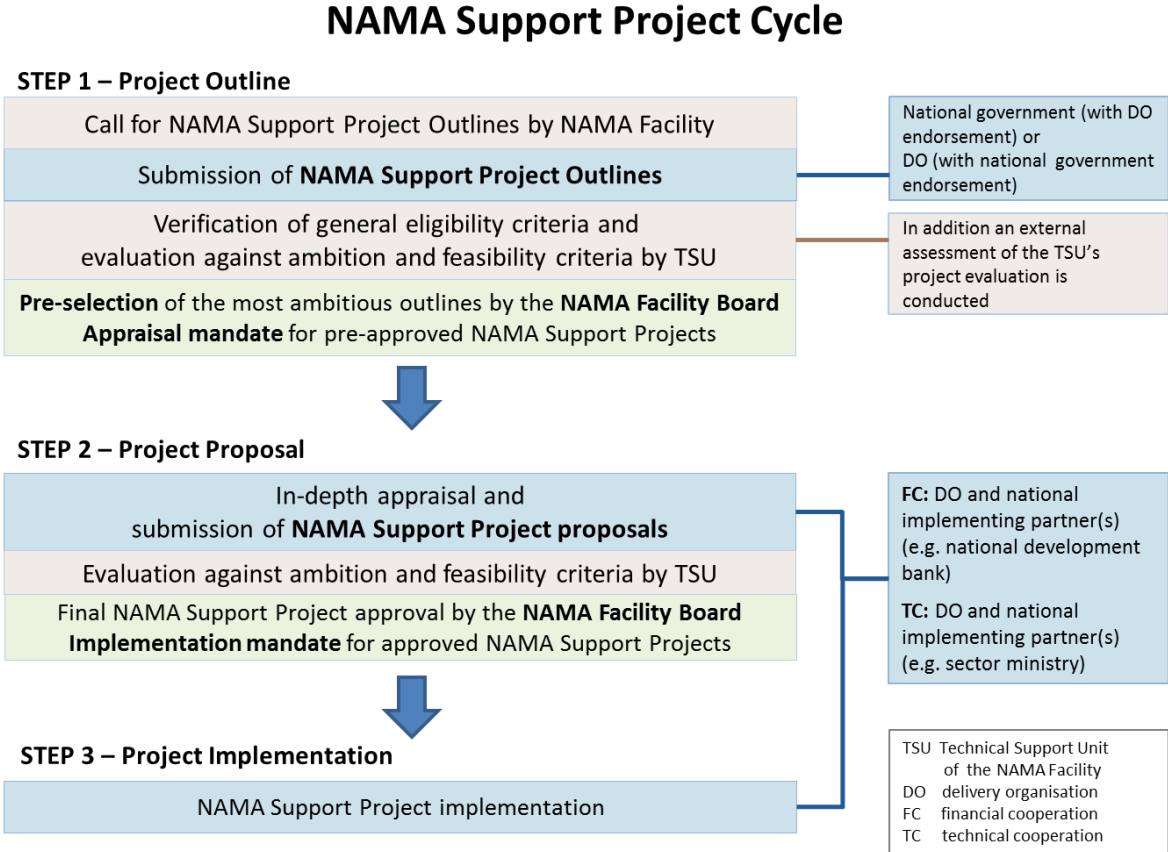 NAMA Support Project Cycle
STEP 1 – Project Outline
Call for NAMA Support Project Outlines by NAMA Facility
Submission of NAMA Support Project Outlines
National government (with DO
endorsement) or
DO (with national government
endorsement)
Verification of general eligibility criteria and
evaluation against ambition and feasibility criteria by TSU
In addition an external
assessment of the TSU's
project evaluation is
conducted
Pre-selection of the most ambitious outlines by the NAMA Facility Board
Appraisal mandate for pre-approved NAMA Support Projects
STEP 2 – Project Proposal
In-depth appraisal and
submission of NAMA Support Project proposals
Evaluation against ambition and feasibility criteria by TSU
Final NAMA Support Project approval by the NAMA Facility Board
Implementation mandate for approved NAMA Support Projects
FC: DO and national
implementing partner(s)
(e.g. national development
bank)
TC: DO and national
implementing partner(s)
(e.g. sector ministry)
STEP 3 – Project Implementation
NAMA Support Project implementation
TSU Technical Support Unit
of the NAMA Facility
DO delivery organisation
FC financial cooperation
TC technical cooperation